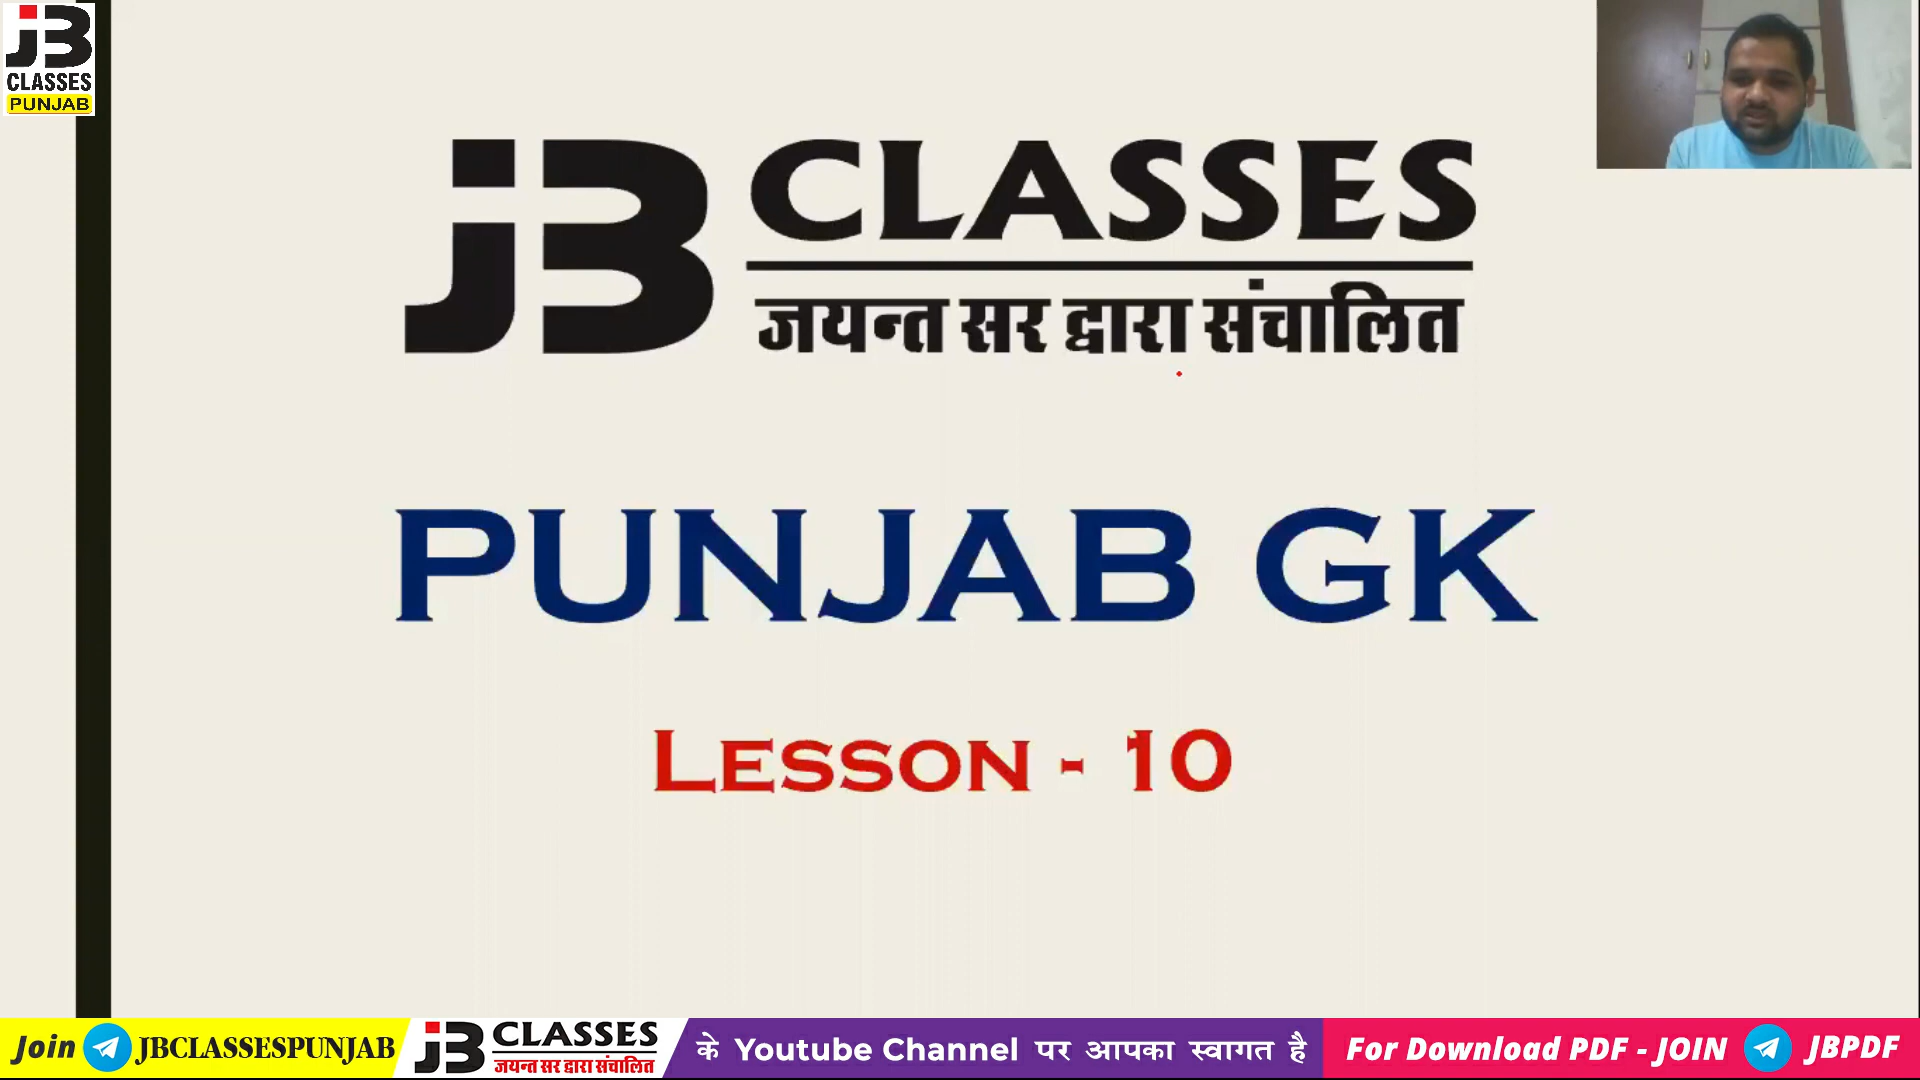 JB
CLASSES
PUNJAB
JB CLASSES
जयन्त सर द्वारा संचालित
PUNJAB GK
LESSON - 10
Join JBCLASSESPUNJAB
JB CLASSES
जयन्त सर द्वारा संचालित
के Youtube Channel पर आपका स्वागत है
For Download PDF - JOIN JBPDF